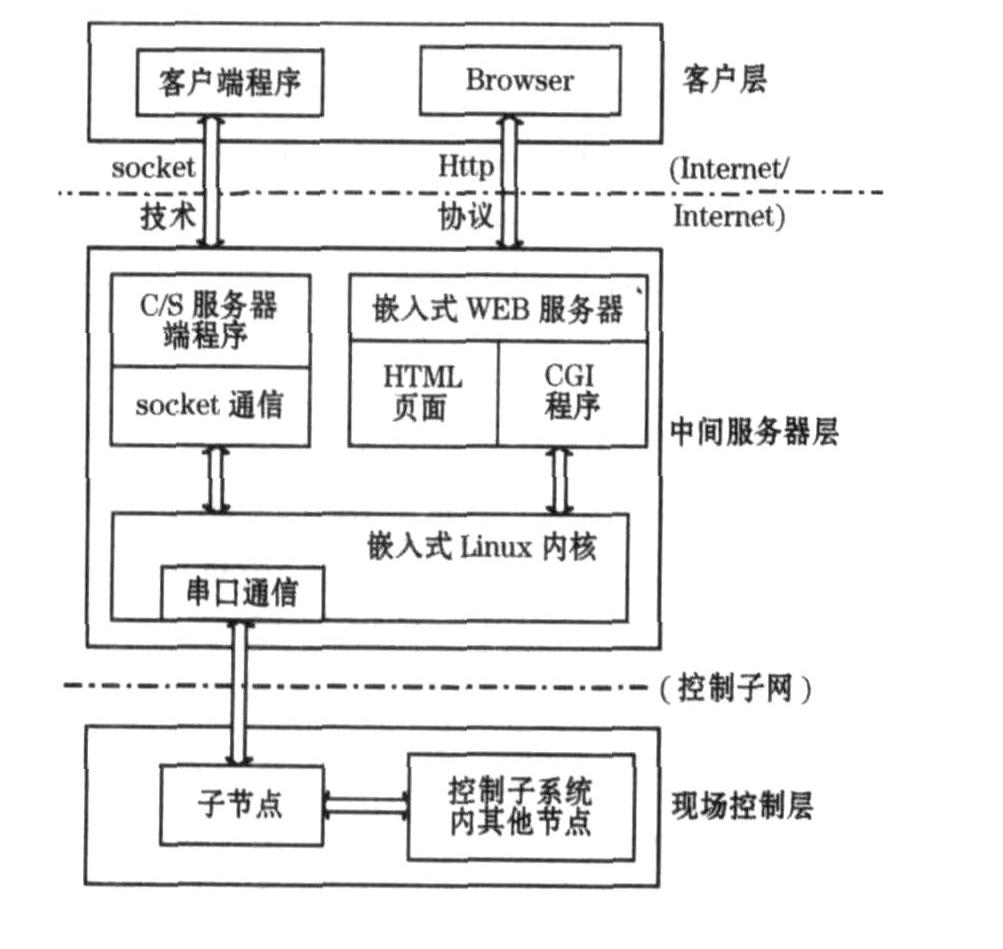 客户端程序
Browser
客户层
socket
Http
(Internet/
技术
协议
Internet)
C/S 服务器
端程序
嵌入式 WEB 服务器
socket 通信
HTML
页面
CGI
程序
中间服务器层
嵌入式 Linux 内核
串口通信
(控制子网)
子节点
控制子系统
内其他节点
现场控制层